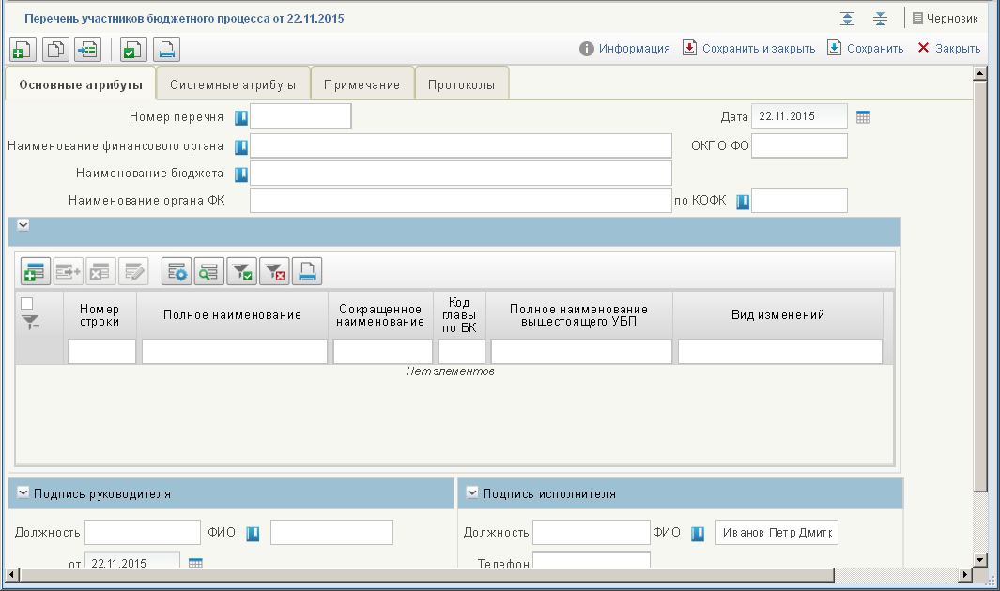 Перечень участников бюджетного процесса от 22.11.2015
Черновик
Информация Сохранить и закрыть Сохранить Закрыть
Основные атрибуты Системные атрибуты Примечание Протоколы
Номер перечня Дата 22.11.2015
Наименование финансового органа ОКПО ФО
Наименование бюджета
Наименование органа ФК по КОФК
Номер строки Полное наименование Сокращенное наименование Код главы по БК Полное наименование вышестоящего УБП Вид изменений
Нет элементов
Подпись руководителя Подпись исполнителя
Должность ФИО Должность ФИО Иванов Петр Дмитр
от 22.11.2015 Телефон